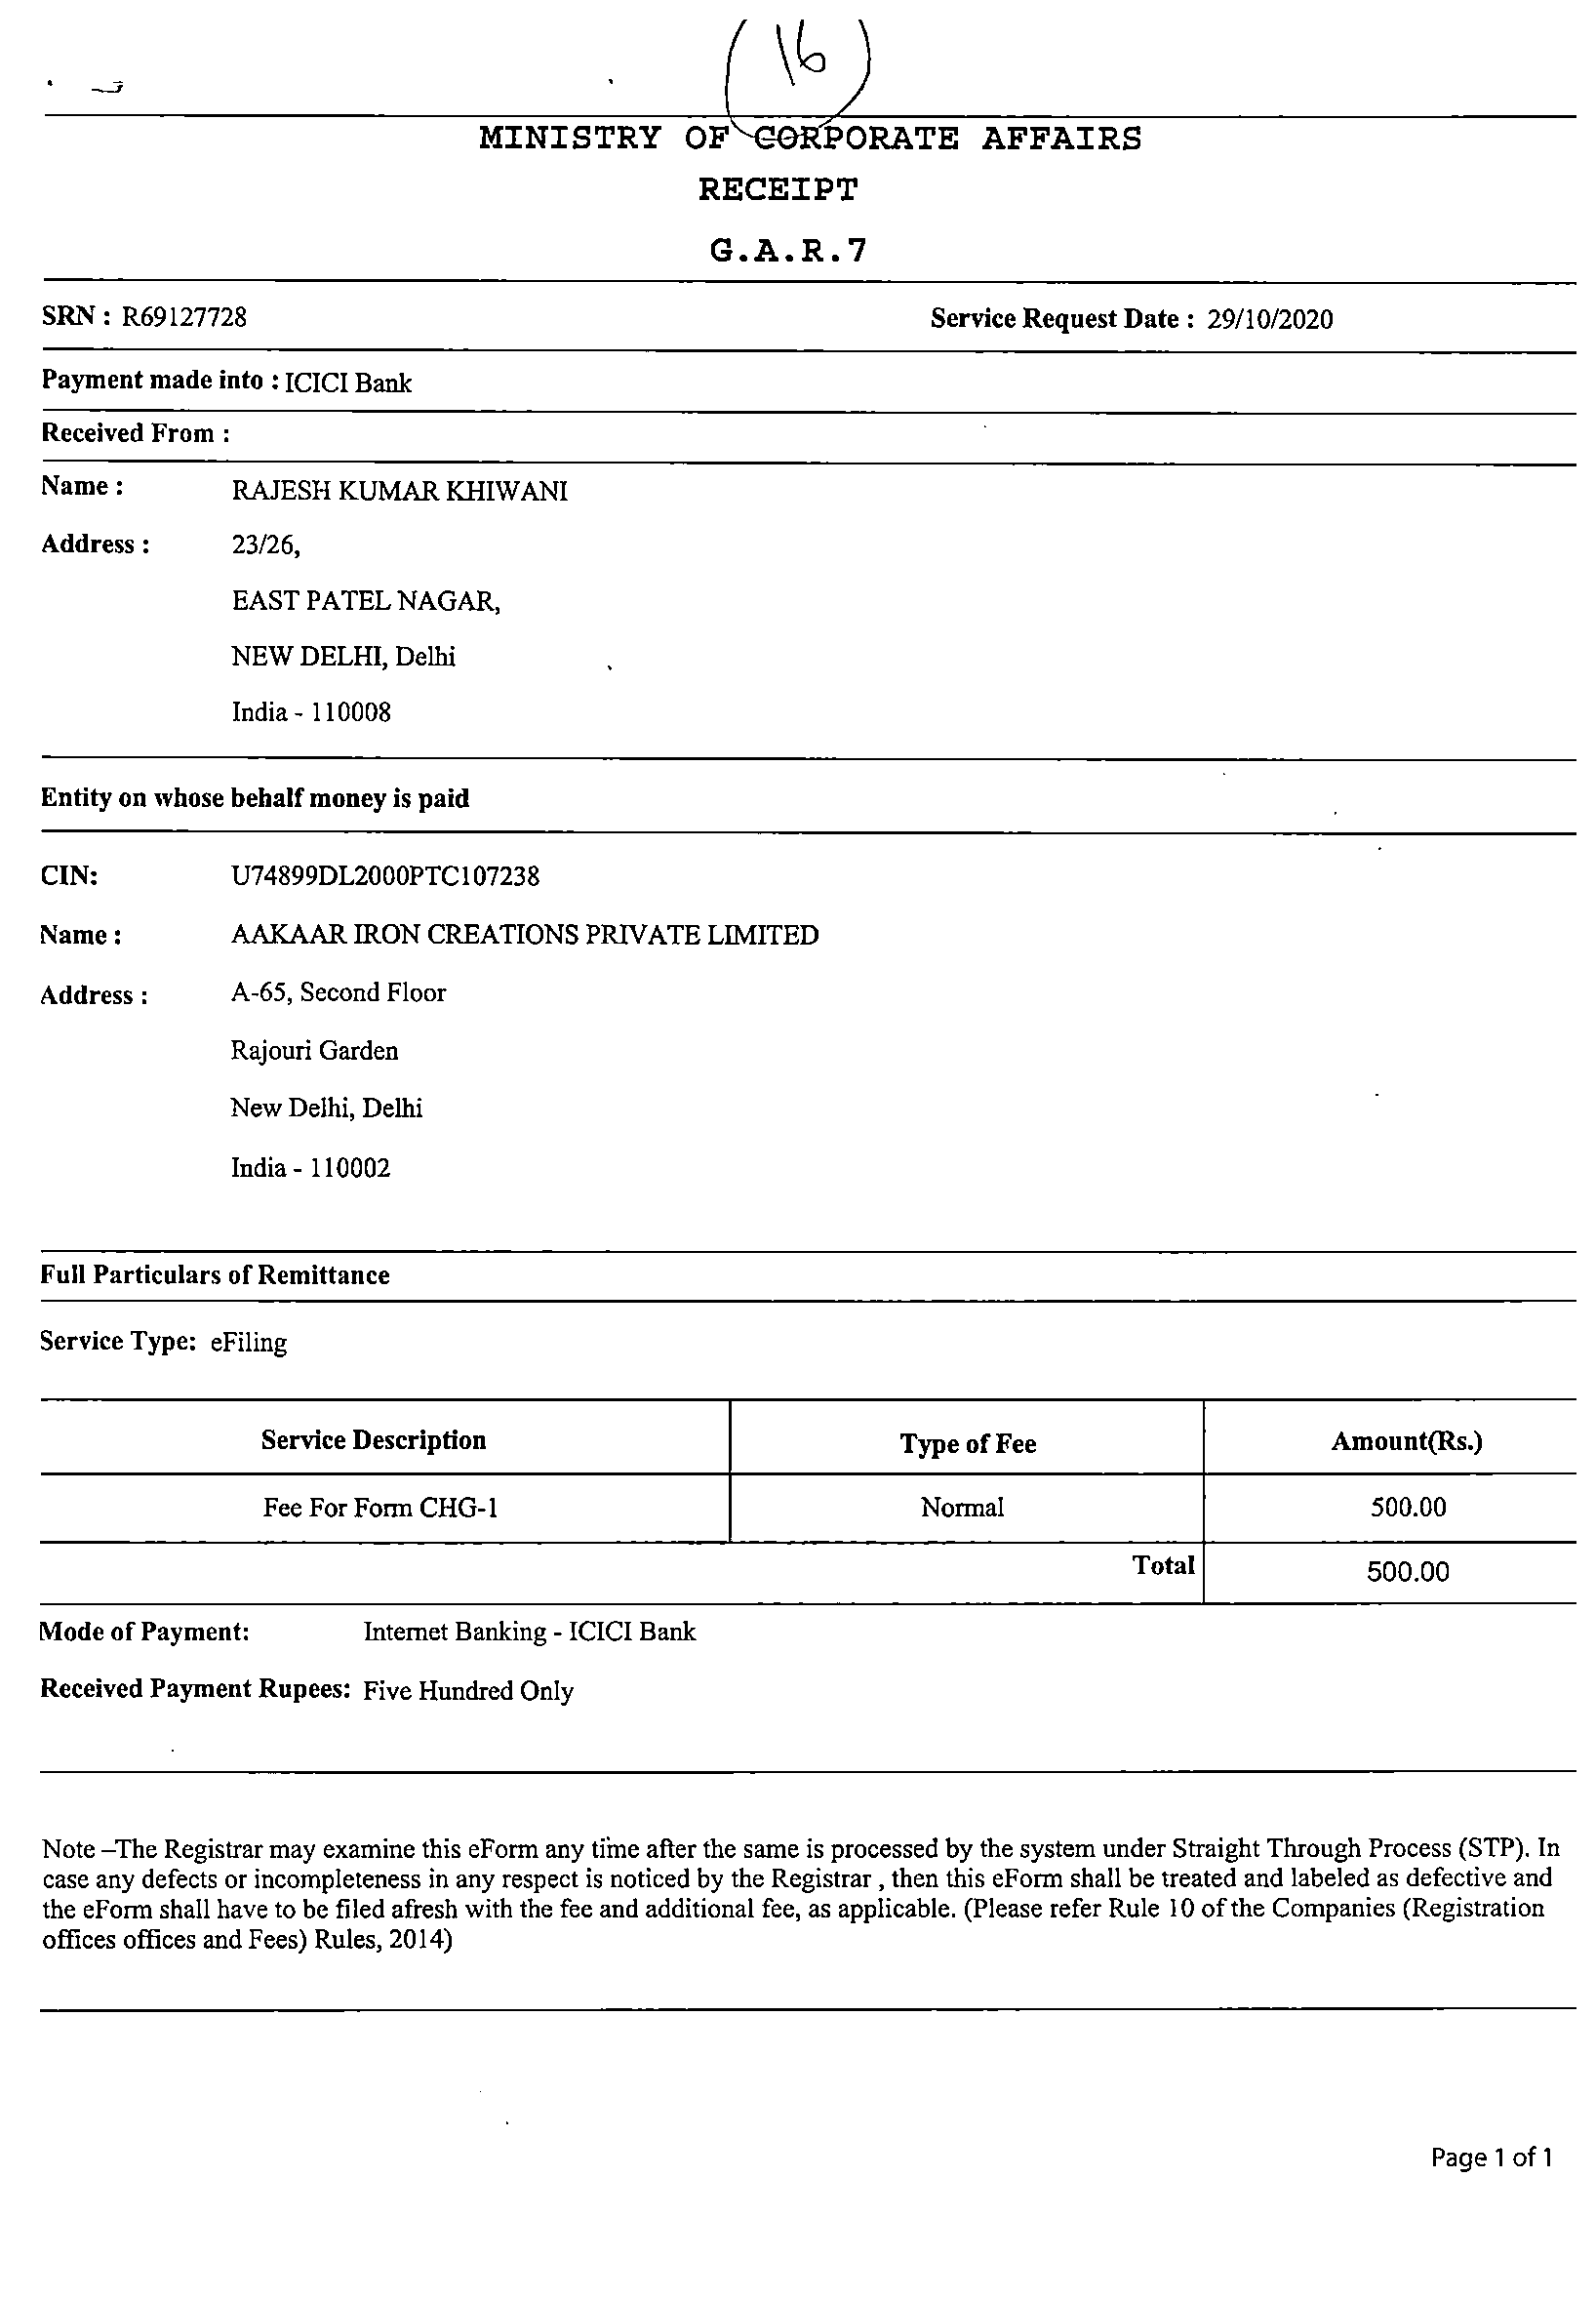 16
MINISTRY OF CORPORATE AFFAIRS
RECEIPT
G.A.R.7
SRN : R69127728 Service Request Date : 29/10/2020
Payment made into : ICICI Bank
Received From :
Name : RAJESH KUMAR KHIWANI
Address : 23/26,
EAST PATEL NAGAR,
NEW DELHI, Delhi
India - 110008
Entity on whose behalf money is paid
CIN: U74899DL2000PTC107238
Name : AAKAAR IRON CREATIONS PRIVATE LIMITED
Address : A-65, Second Floor
Rajouri Garden
New Delhi, Delhi
India - 110002
Full Particulars of Remittance
Service Type: eFiling
Service Description Type of Fee Amount(Rs.)
Fee For Form CHG-1 Normal 500.00
Total 500.00
Mode of Payment: Internet Banking - ICICI Bank
Received Payment Rupees: Five Hundred Only
Note –The Registrar may examine this eForm any time after the same is processed by the system under Straight Through Process (STP). In
case any defects or incompleteness in any respect is noticed by the Registrar , then this eForm shall be treated and labeled as defective and
the eForm shall have to be filed afresh with the fee and additional fee, as applicable. (Please refer Rule 10 of the Companies (Registration
offices offices and Fees) Rules, 2014)
Page 1 of 1